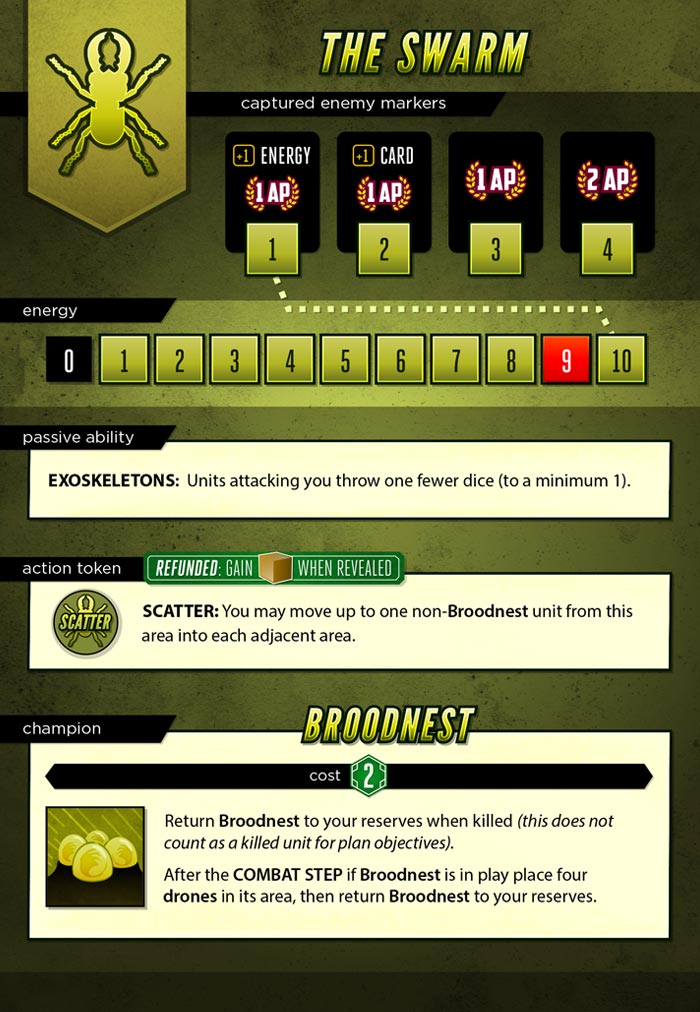 THE SWARM
captured enemy markers
+1 ENERGY
1 AP
1
+1 CARD
1 AP
2
1 AP
3
2 AP
4
energy
0 1 2 3 4 5 6 7 8 9 10
passive ability
EXOSKELETONS: Units attacking you throw one fewer dice (to a minimum 1).
action token
REFUNDED: GAIN WHEN REVEALED
SCATTER
SCATTER: You may move up to one non-Broodnest unit from this
area into each adjacent area.
champion
BROODNEST
cost 2
Return Broodnest to your reserves when killed (this does not
count as a killed unit for plan objectives).
After the COMBAT STEP if Broodnest is in play place four
drones in its area, then return Broodnest to your reserves.